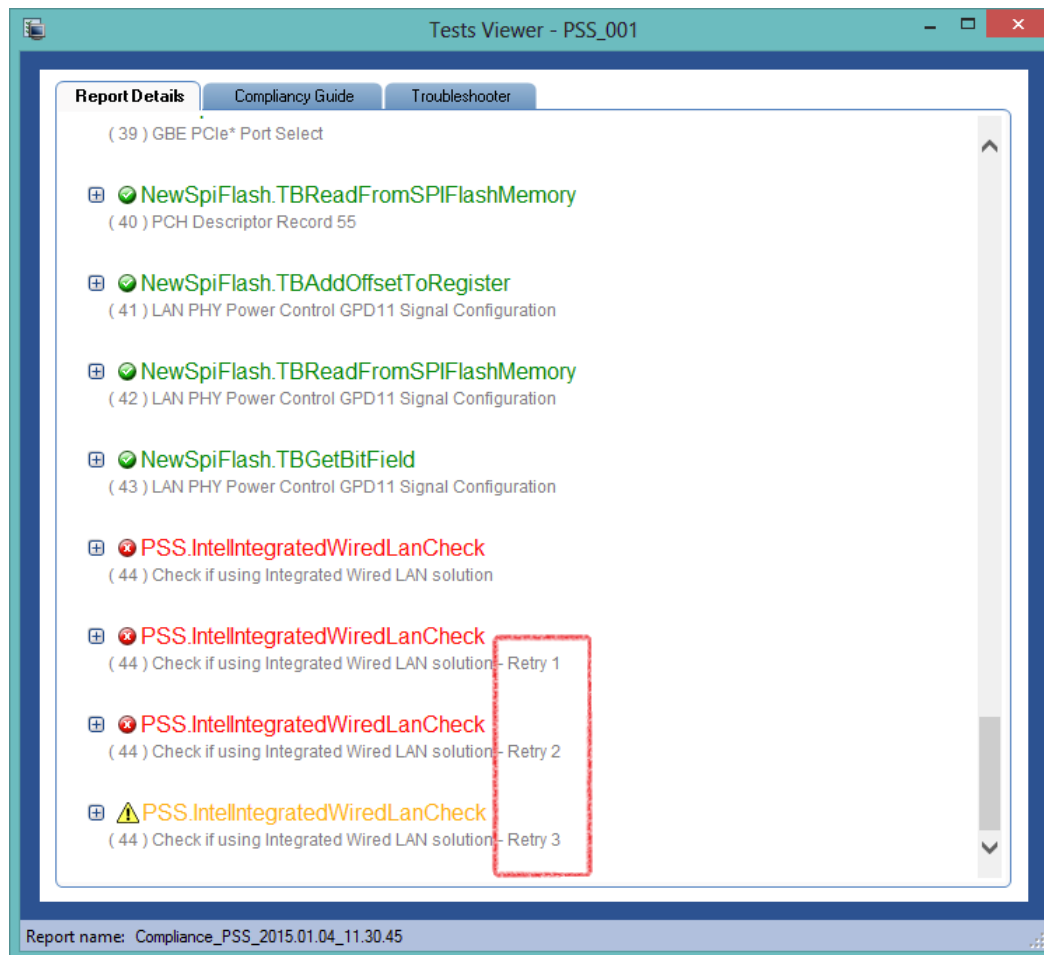 Tests Viewer - PSS_001
Report Details Compliancy Guide Troubleshooter
( 39 ) GBE PCIe* Port Select
NewSpiFlash.TBReadFromSPIFlashMemory
( 40 ) PCH Descriptor Record 55
NewSpiFlash.TBAddOffsetToRegister
( 41 ) LAN PHY Power Control GPD11 Signal Configuration
NewSpiFlash.TBReadFromSPIFlashMemory
( 42 ) LAN PHY Power Control GPD11 Signal Configuration
NewSpiFlash.TBGetBitField
( 43 ) LAN PHY Power Control GPD11 Signal Configuration
PSS.IntelIntegratedWiredLanCheck
( 44 ) Check if using Integrated Wired LAN solution
PSS.IntelIntegratedWiredLanCheck
( 44 ) Check if using Integrated Wired LAN solution - Retry 1
PSS.IntelIntegratedWiredLanCheck
( 44 ) Check if using Integrated Wired LAN solution - Retry 2
PSS.IntelIntegratedWiredLanCheck
( 44 ) Check if using Integrated Wired LAN solution - Retry 3
Report name: Compliance_PSS_2015.01.04_11.30.45